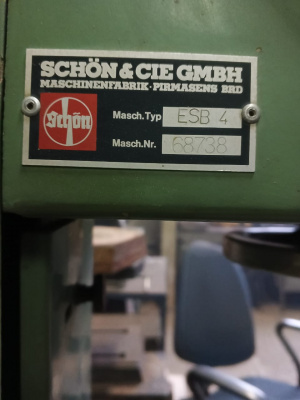 SCHÖN & CIE GMBH
MASCHINENFABRIK · PIRMASENS BRD
Schön
Masch.Typ ESB 4
Masch.Nr. 68738